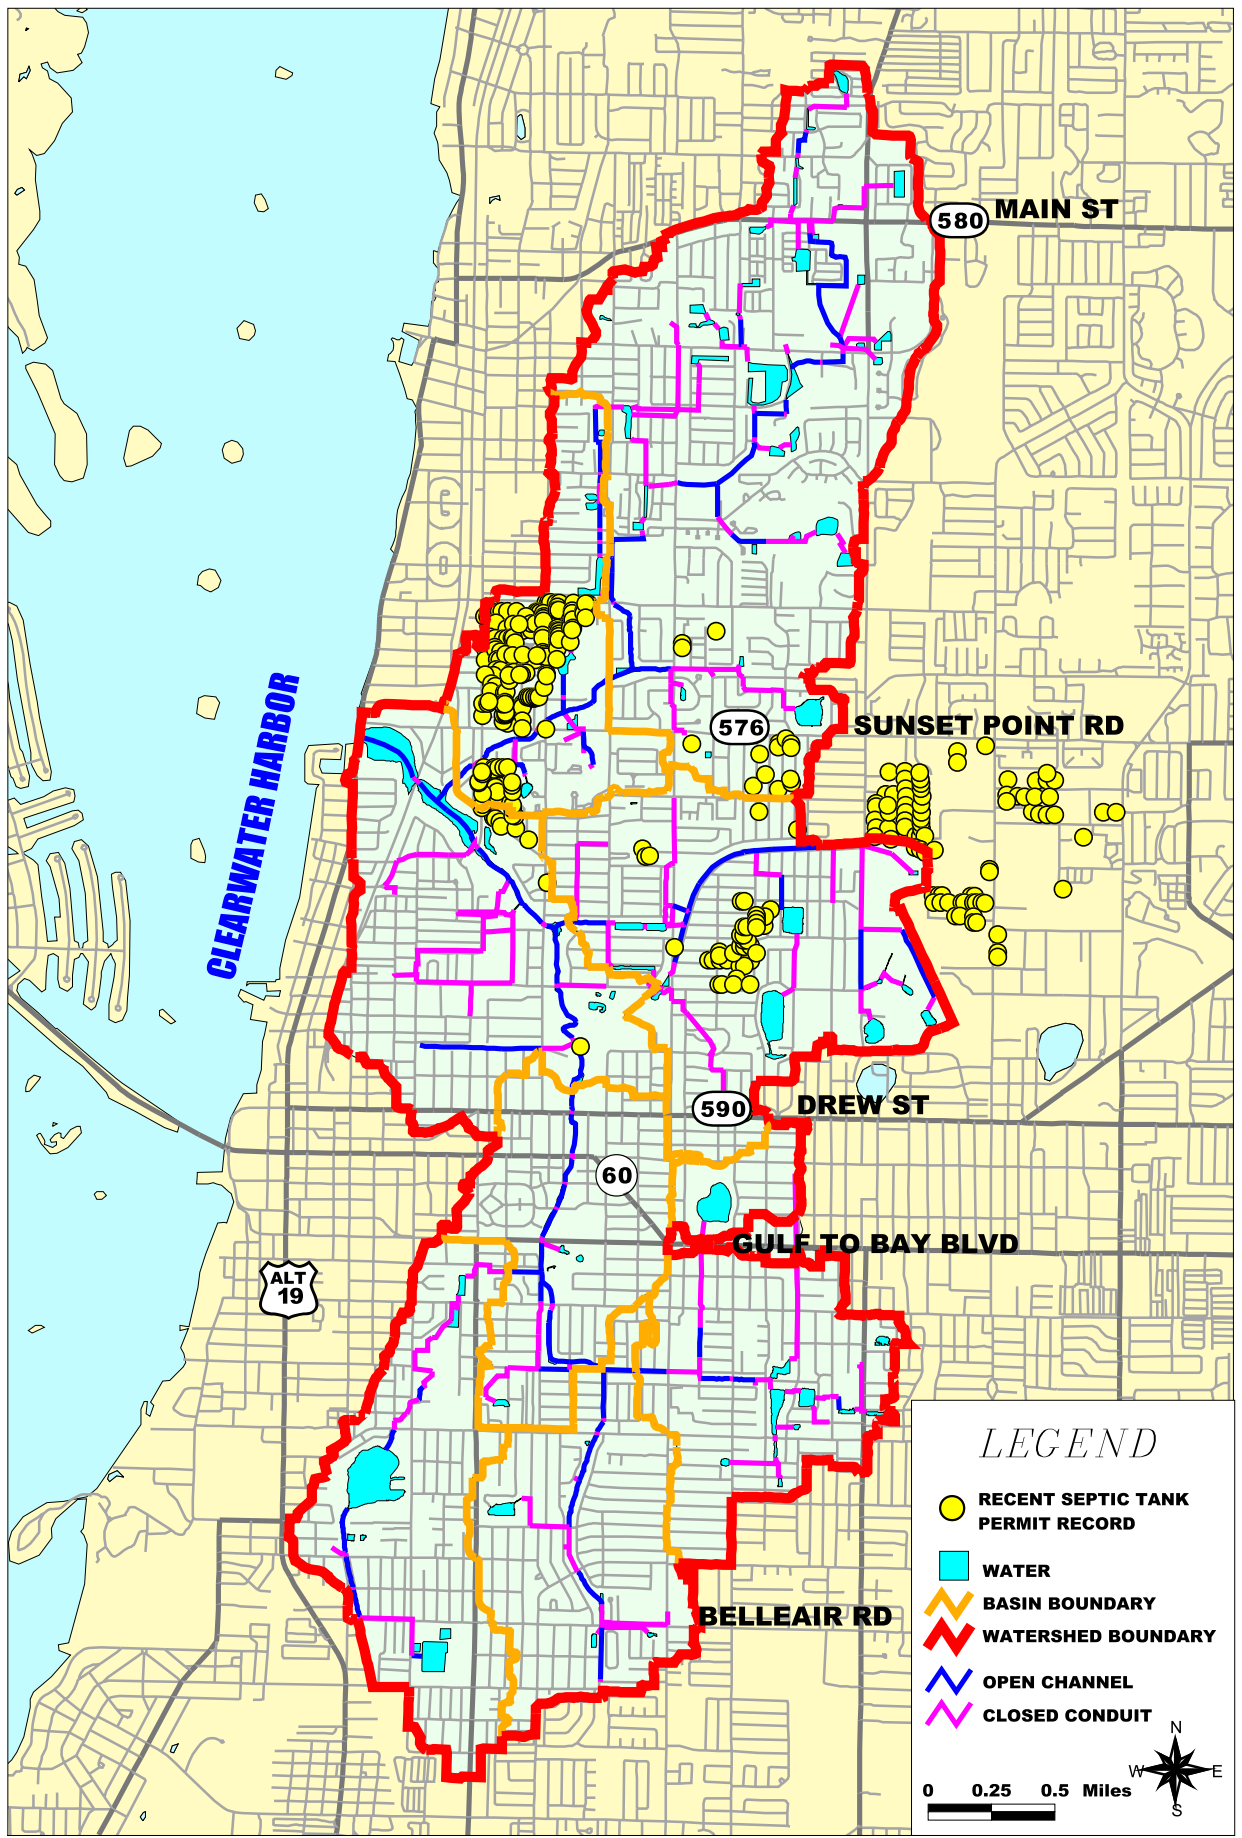 580
MAIN ST
576
SUNSET POINT RD
CLEARWATER HARBOR
590
DREW ST
60
GULF TO BAY BLVD
ALT
19
BELLEAIR RD
LEGEND
RECENT SEPTIC TANK
PERMIT RECORD
WATER
BASIN BOUNDARY
WATERSHED BOUNDARY
OPEN CHANNEL
CLOSED CONDUIT
N
W
E
S
0 0.25 0.5 Miles